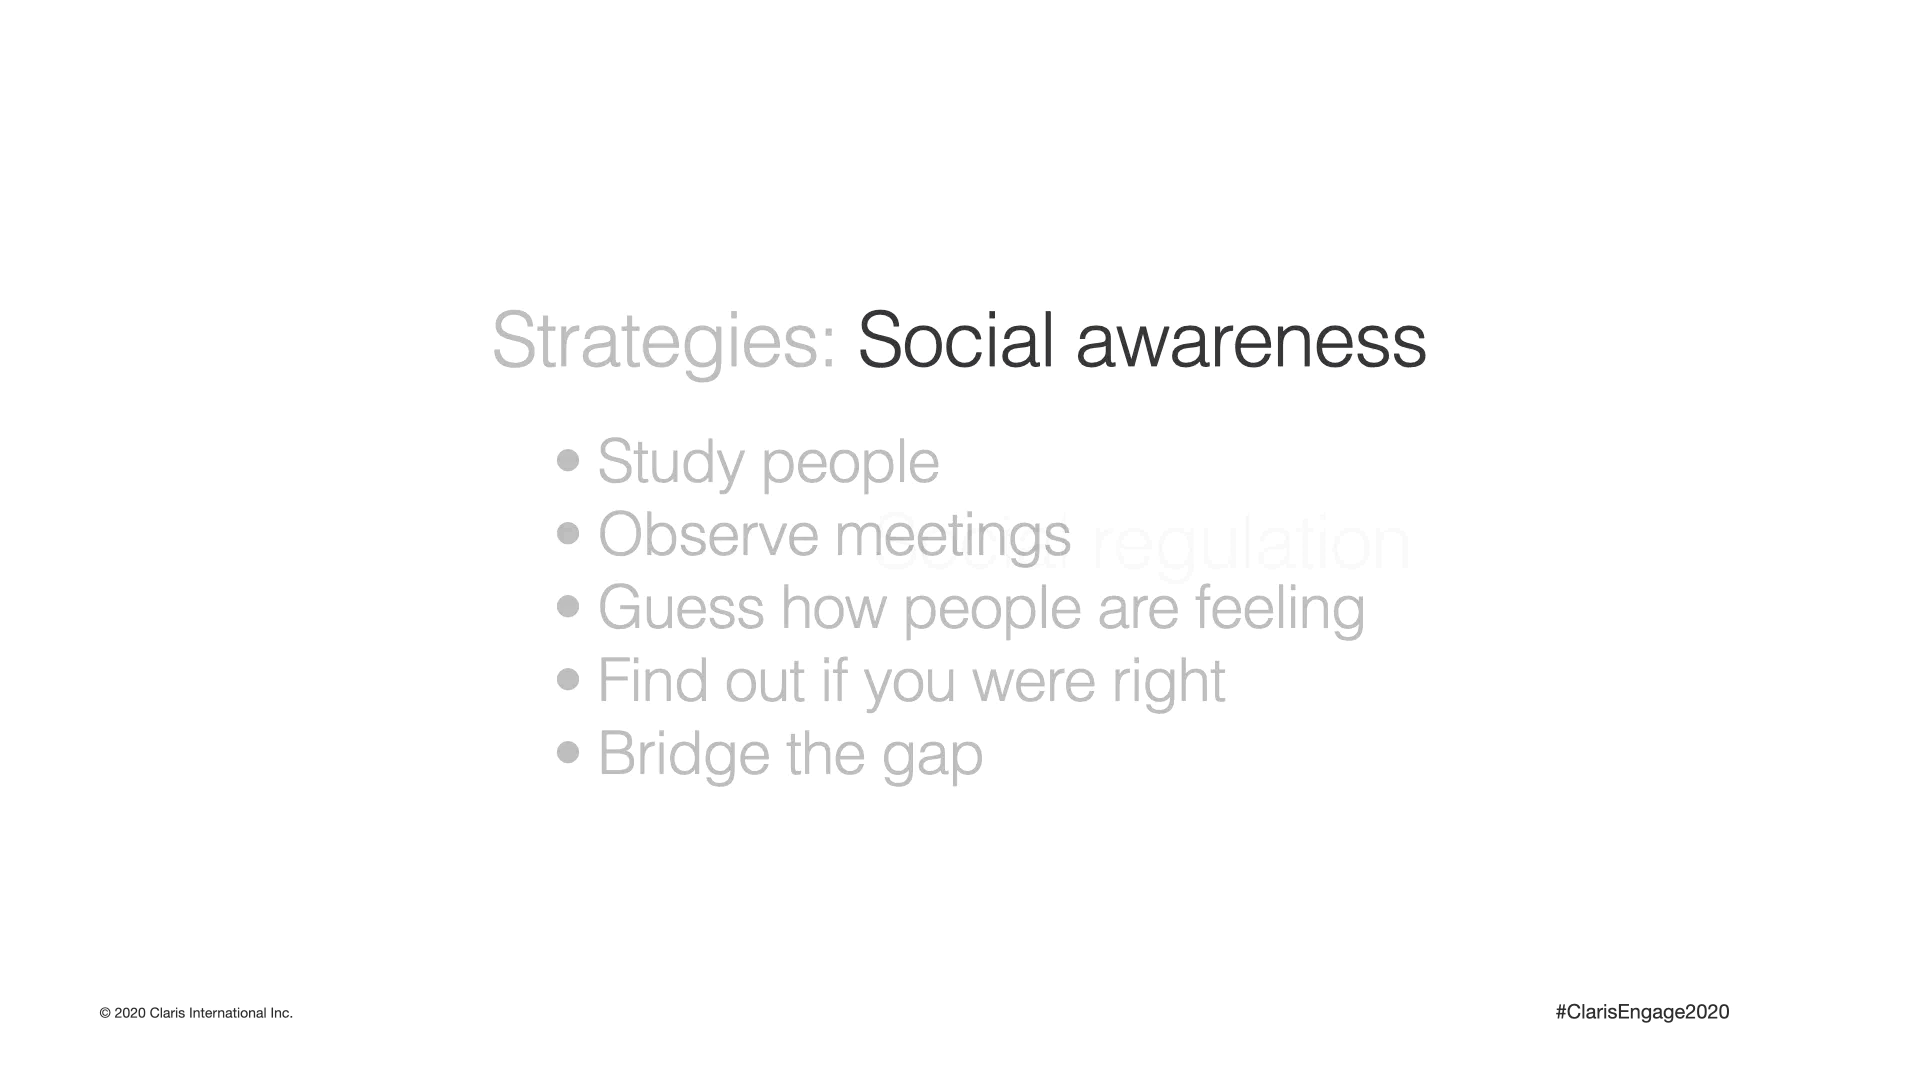 Strategies: Social awareness
• Study people
• Observe meetings
Social regulation
• Guess how people are feeling
• Find out if you were right
• Bridge the gap
© 2020 Claris International Inc.
#ClarisEngage2020